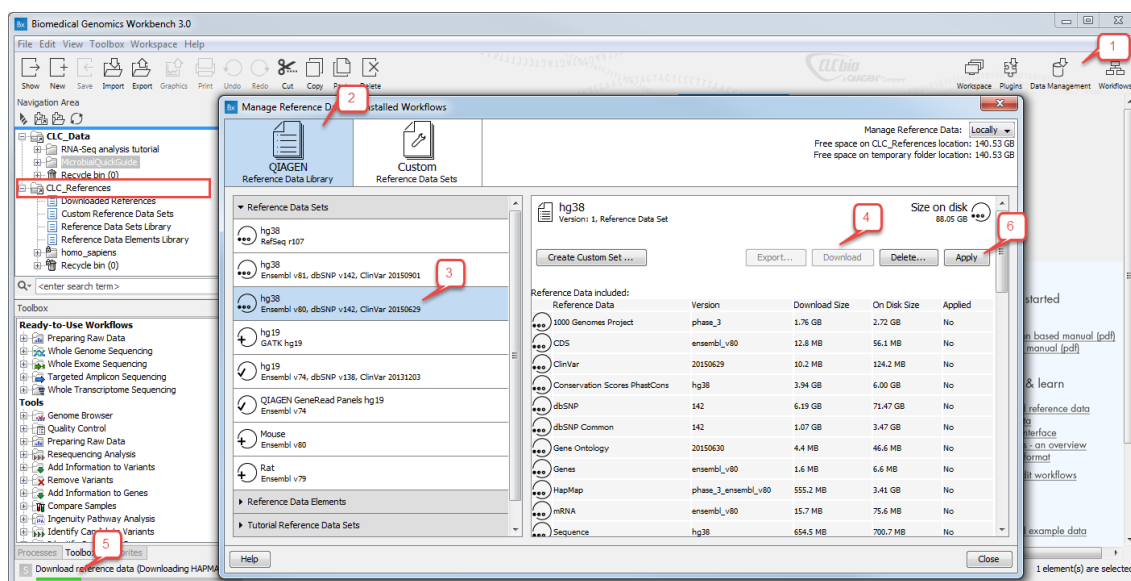 Biomedical Genomics Workbench 3.0
File Edit View Toolbox Workspace Help
1
Show New Save Import Export Graphics Print Undo Redo Cut Copy Delete Workspace Plugins Data Management Workflows
CLCbio
Navigation Area
CLC_Data
RNA-Seq analysis tutorial
MicrobialQuickGuide
Recycle bin (0)
CLC_References
Downloaded References
Custom Reference Data Sets
Reference Data Sets Library
Reference Data Elements Library
homo_sapiens
Recycle bin (0)
<enter search term>
Toolbox
Ready-to-Use Workflows
Preparing Raw Data
Whole Genome Sequencing
Whole Exome Sequencing
Targeted Amplicon Sequencing
Whole Transcriptome Sequencing
Tools
Genome Browser
Quality Control
Preparing Raw Data
Resequencing Analysis
Add Information to Variants
Remove Variants
Add Information to Genes
Compare Samples
Ingenuity Pathway Analysis
Identify Variants
5
Processes Toolbox
Download reference data (Downloading HAPMA
1 element(s) are selected
Manage Reference installed Workflows
2
QIAGEN
Reference Data Library
Custom
Reference Data Sets
Manage Reference Data: Locally
Free space on CLC_References location: 140.53 GB
Free space on temporary folder location: 140.53 GB
Reference Data Sets
hg38
RefSeq r107
hg38
Ensembl v81, dbSNP v142, ClinVar 20150901
3
hg38
Ensembl v80, dbSNP v142, ClinVar 20150629
hg19
GATK hg19
hg19
Ensembl v74, dbSNP v138, ClinVar 20131203
QIAGEN GeneRead Panels hg19
Ensembl v74
Mouse
Ensembl v80
Rat
Ensembl v79
Reference Data Elements
Tutorial Reference Data Sets
hg38
Version: 1, Reference Data Set
Size on disk
88.05 GB
4
6
Create Custom Set ... Export... Download Delete... Apply
Reference Data included:
Reference Data Version Download Size On Disk Size Applied
1000 Genomes Project phase_3 1.76 GB 2.72 GB No
CDS ensembl_v80 12.8 MB 56.1 MB No
ClinVar 20150629 10.2 MB 124.2 MB No
Conservation Scores PhastCons hg38 3.94 GB 6.00 GB No
dbSNP 142 6.19 GB 71.47 GB No
dbSNP Common 142 1.07 GB 3.47 GB No
Gene Ontology 20150630 4.4 MB 46.6 MB No
Genes ensembl_v80 1.6 MB 6.6 MB No
HapMap phase_3_ensembl_v80 555.2 MB 3.41 GB No
mRNA ensembl_v80 15.7 MB 75.6 MB No
Sequence hg38 654.5 MB 700.7 MB No
Help Close
started
n based manual (pdf)
manual (pdf)
& learn
reference data
ta
nterface
- an overview
format
dit workflows
example data